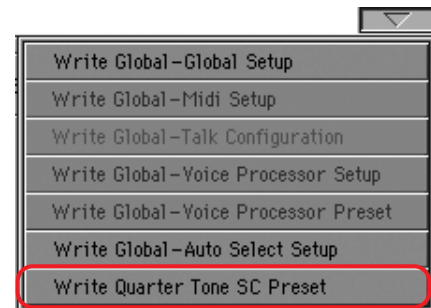 Write Global-Global Setup
Write Global-Midi Setup
Write Global-Talk Configuration
Write Global-Voice Processor Setup
Write Global-Voice Processor Preset
Write Global-Auto Select Setup
Write Quarter Tone SC Preset